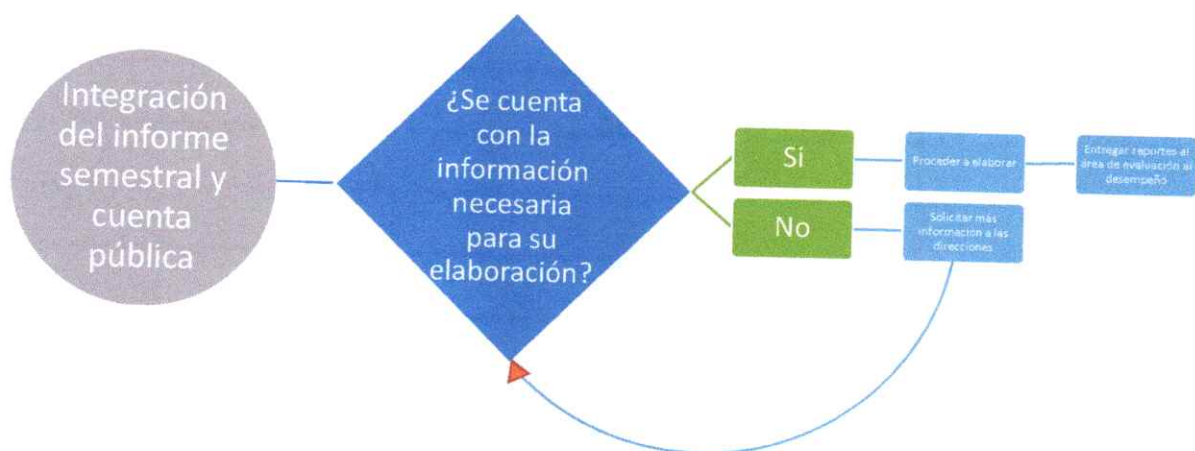 Integración
del informe
semestral y
cuenta
pública
¿Se cuenta
con la
información
necesaria
para su
elaboración?
Sí
No
Proceder a elaborar
Solicitar más
información a las
direcciones
Entregar reportes al
área de evaluación al
desempeño